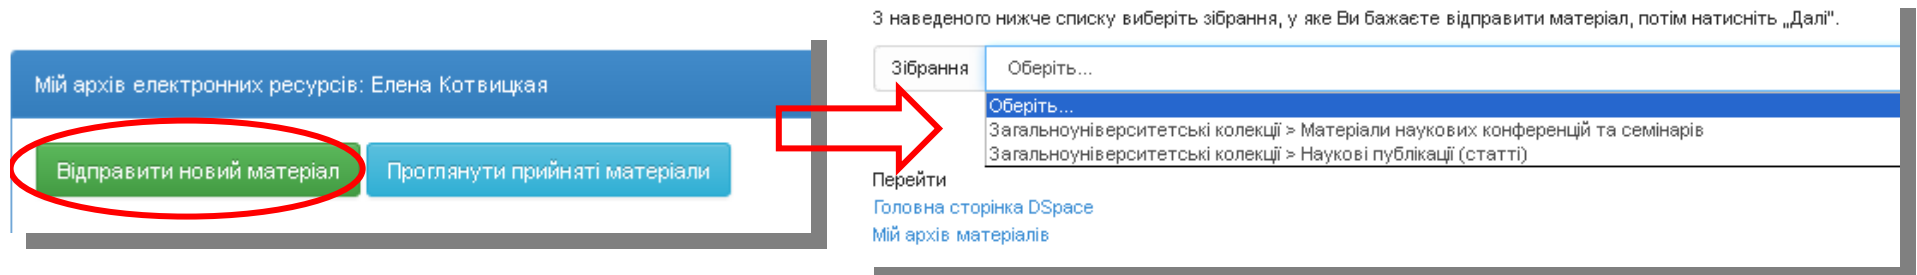 Мій архів електронних ресурсів: Елена Котвицкая
Відправити новий матеріал
Проглянути прийняті матеріали
З наведеного нижче списку виберіть зібрання, у яке Ви бажаєте відправити матеріал, потім натисніть „Далі".
Зібрання
Оберіть...
Оберіть...
Загальноуніверситетські колекції > Матеріали наукових конференцій та семінарів
Загальноуніверситетські колекції > Наукові публікації (статті)
Перейти
Головна сторінка DSpace
Мій архів матеріалів